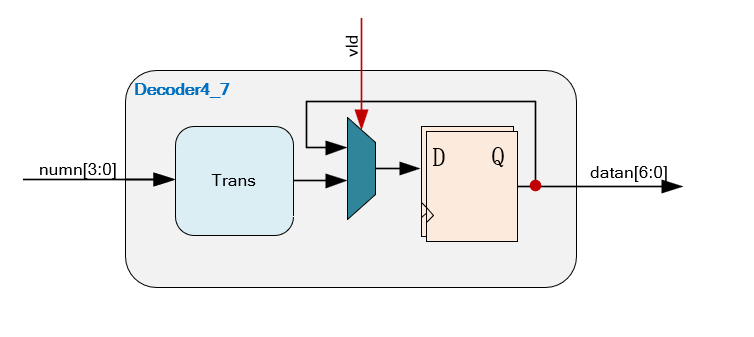 vld
Decoder4_7
numn[3:0]
Trans
D
Q
datan[6:0]